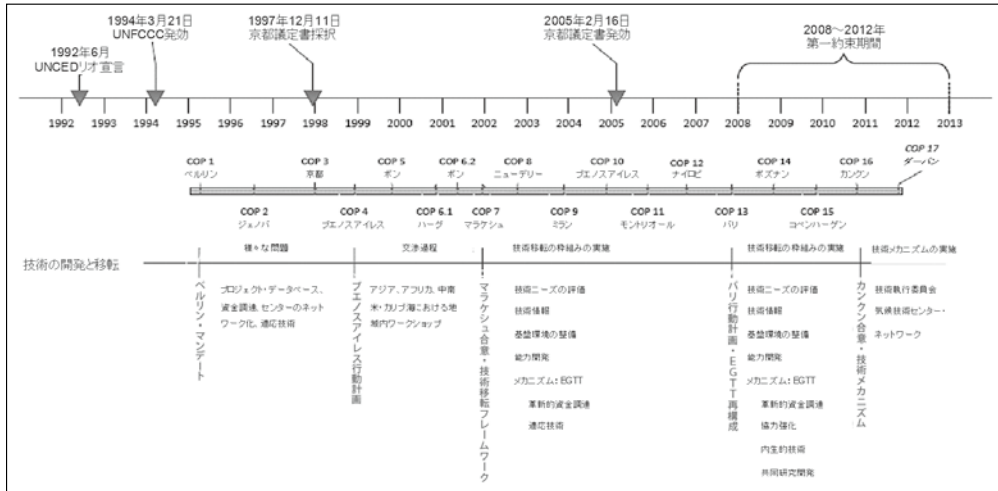 1992年6月
UNCEDリオ宣言
1994年3月21日
UNFCCC発効
1997年12月11日
京都議定書採択
2005年2月16日
京都議定書発効
2008～2012年
第一約束期間
1992 1993 1994 1995 1996 1997 1998 1999 2000 2001 2002 2003 2004 2005 2006 2007 2008 2009 2010 2011 2012 2013
COP 1
ベルリン
COP 3
京都
COP 5
ボン
COP 6.2
ボン
COP 8
ニューデリー
COP 10
ブエノスアイレス
COP 12
ナイロビ
COP 14
ポズナン
COP 16
カンクン
COP 17
ダーバン
COP 2
ジュネバ
COP 4
ブエノスアイレス
COP 6.1
ハーグ
COP 7
マラケシュ
COP 9
ミラン
COP 11
モントリオール
COP 13
バリ
COP 15
コペンハーゲン
技術の開発と移転
様々な問題
交渉過程
技術移転の枠組みの実施
技術移転の枠組みの実施
技術メカニズムの実施
ベルリン・マンデート
プロジェクト・データベース、
資金調達、センターのネット
ワーク化、適応技術
ブエノスアイレス行動計画
アジア、アフリカ、中南
米・カリブ海における地
域内ワークショップ
マラケシュ合意・技術移転フレームワーク
技術ニーズの評価
技術情報
基盤環境の整備
能力開発
メカニズム：EGTT
革新的資金調達
適応技術
バリ行動計画・EGTT再構成
技術ニーズの評価
技術情報
基盤環境の整備
能力開発
メカニズム：EGTT
革新的資金調達
協力強化
内生的技術
共同研究開発
カンクン合意・技術メカニズム
技術執行委員会
気候技術センター・
ネットワーク